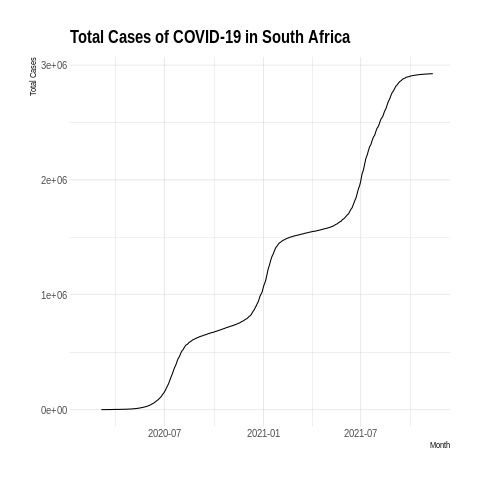 Total Cases of COVID-19 in South Africa
Total Cases
3e+06
2e+06
1e+06
0e+00
2020-07 2021-01 2021-07
Month